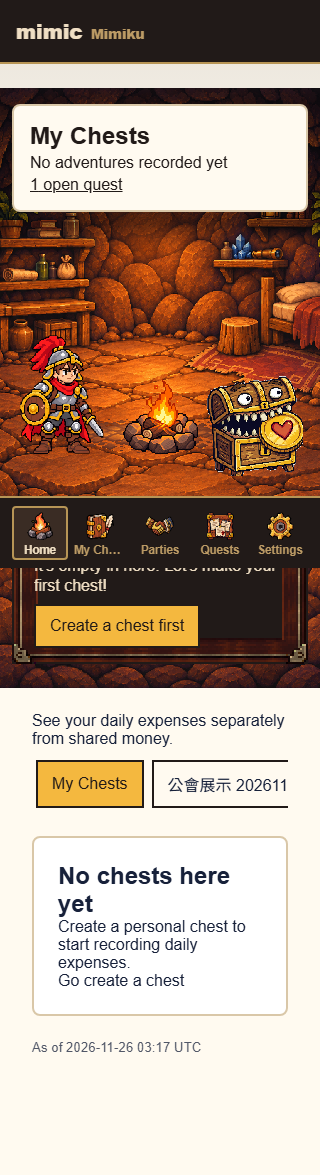 mimic Mimiku
My Chests
No adventures recorded yet
1 open quest
Home
My Ch...
Parties
Quests
Settings
It's empty in here. Let's make your
first chest!
Create a chest first
See your daily expenses separately
from shared money.
My Chests
公會展示 202611
No chests here
yet
Create a personal chest to
start recording daily
expenses.
Go create a chest
As of 2026-11-26 03:17 UTC